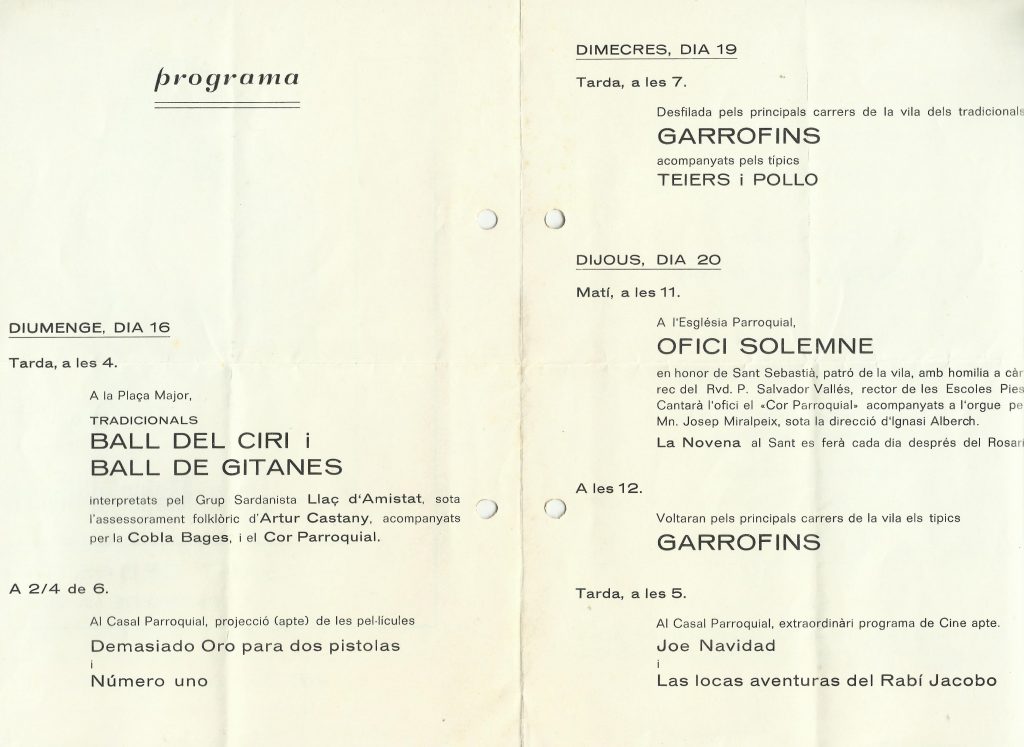 programa
DIUMENGE, DIA 16
Tarda, a les 4.
A la Plaça Major,
TRADICIONALS
BALL DEL CIRI i
BALL DE GITANES
interpretats pel Grup Sardanista Llaç d'Amistat, sota
l'assessorament folklòric d'Artur Castany, acompanyats
per la Cobla Bages, i el Cor Parroquial.
A 2/4 de 6.
Al Casal Parroquial, projecció (apte) de les pel·lícules
Demasiado Oro para dos pistolas
i
Número uno
DIMECRES, DIA 19
Tarda, a les 7.
Desfilada pels principals carrers de la vila dels tradicionals
GARROFINS
acompanyats pels típics
TEIERS i POLLO
DIJOUS, DIA 20
Matí, a les 11.
A l'Església Parroquial,
OFICI SOLEMNE
en honor de Sant Sebastià, patró de la vila, amb homilia a càr
rec del Rvd. P. Salvador Vallés, rector de les Escoles Pies
Cantarà l'ofici el «Cor Parroquial» acompanyats a l'orgue pe
Mn. Josep Miralpeix, sota la direcció d'Ignasi Alberch.
La Novena al Sant es ferà cada dia després del Rosari
A les 12.
Voltaran pels principals carrers de la vila els típics
GARROFINS
Tarda, a les 5.
Al Casal Parroquial, extraordinàri programa de Cine apte.
Joe Navidad
i
Las locas aventuras del Rabí Jacobo